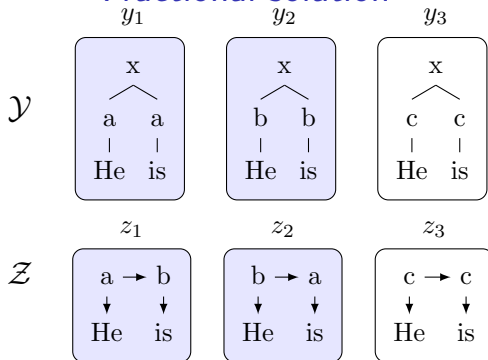 Fractional Solution
y₁ y₂ y₃
𝒴
x x x
a a b b c c
He is He is He is
z₁ z₂ z₃
𝒵
a b b a c c
He is He is He is